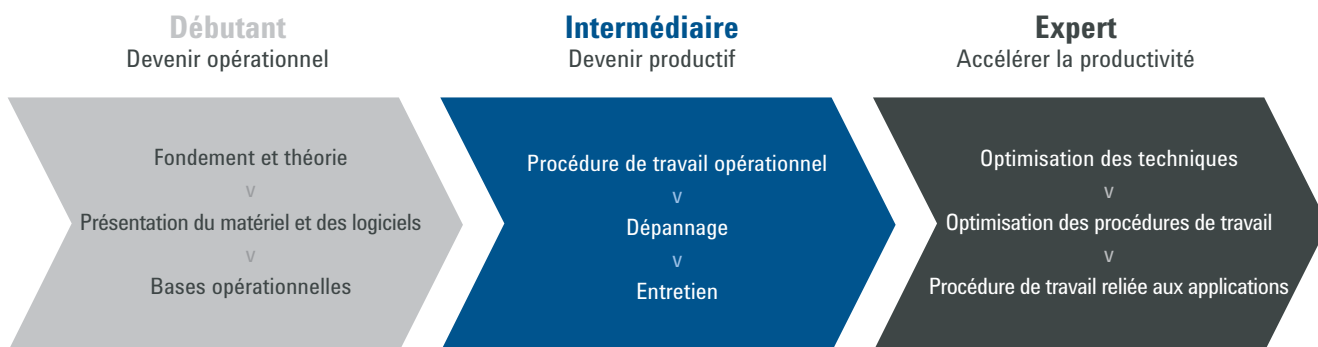 Débutant
Devenir opérationnel
Fondement et théorie
v
Présentation du matériel et des logiciels
v
Bases opérationnelles
Intermédiaire
Devenir productif
Procédure de travail opérationnel
v
Dépannage
v
Entretien
Expert
Accélérer la productivité
Optimisation des techniques
v
Optimisation des procédures de travail
v
Procédure de travail reliée aux applications